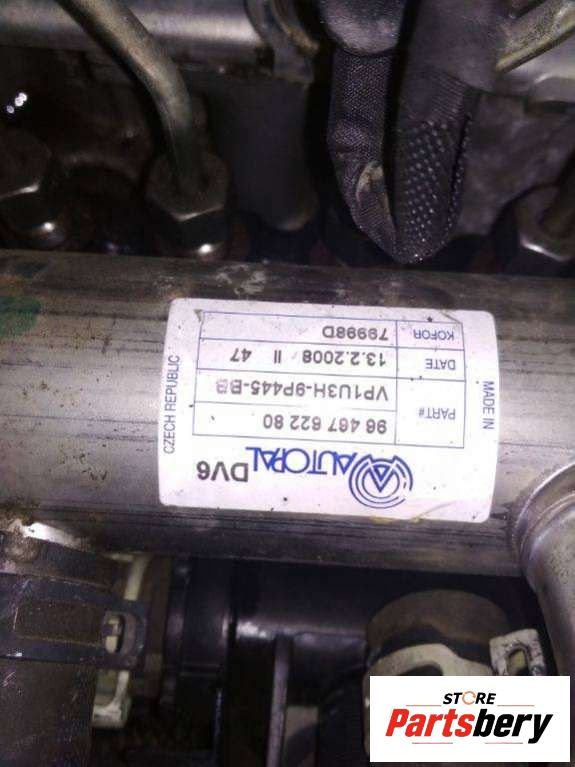 AUTOPAL DV6
PART# 96 467 622 80
VP1U3H-9P445-BB
DATE 13.2.2008 / II 47
KOFOR 79998D
MADE IN
CZECH REPUBLIC
STORE
Partsbery